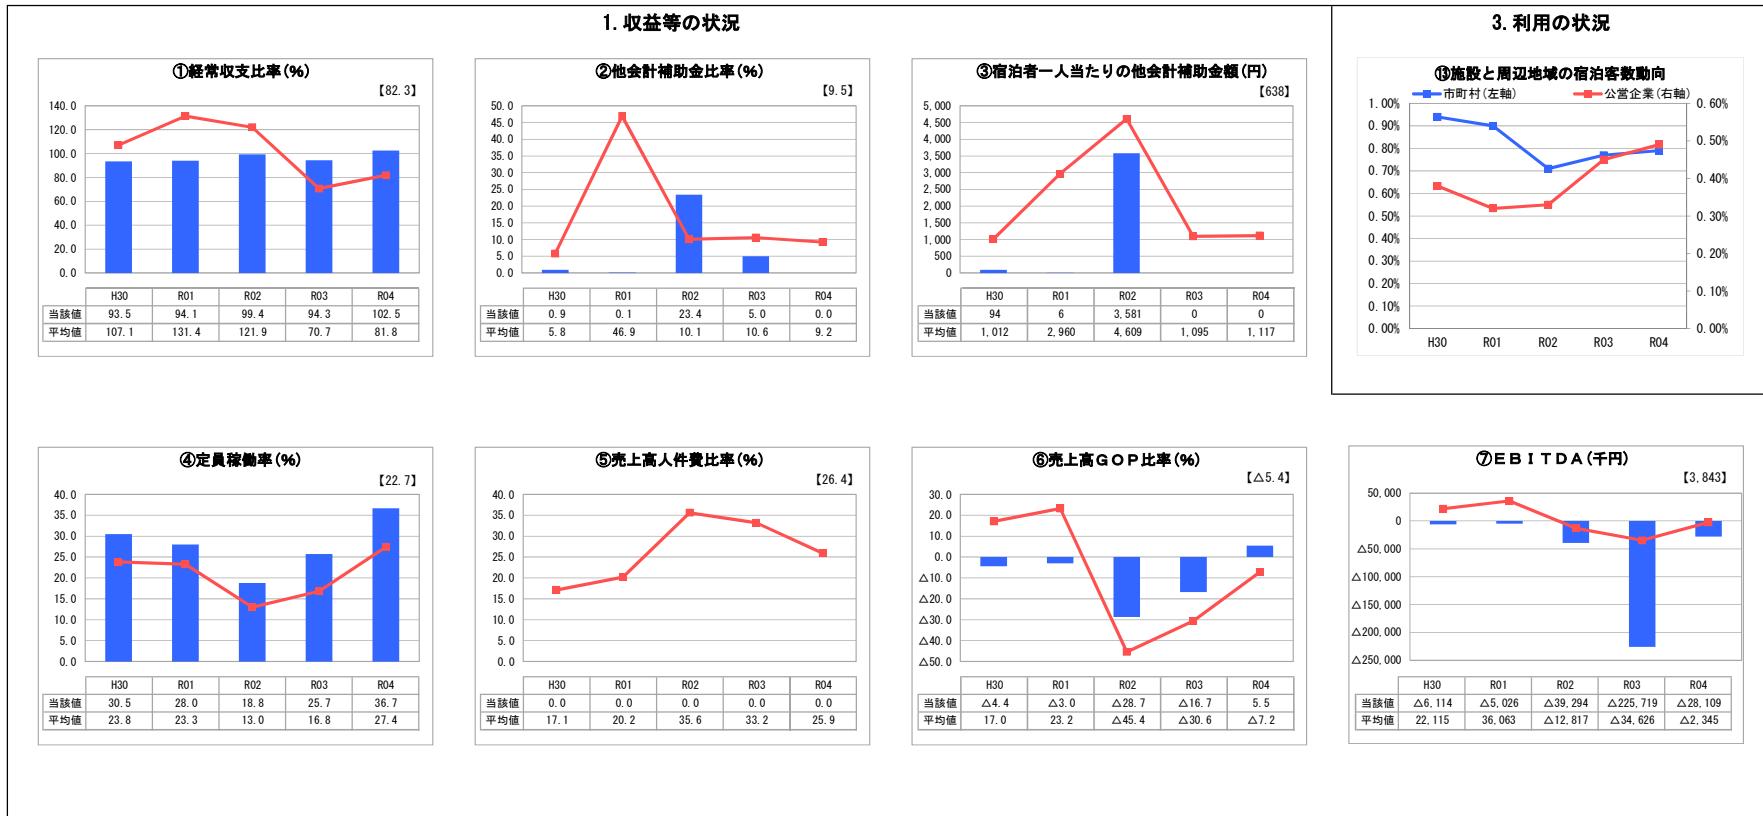 1. 収益等の状況
3. 利用の状況
①経常収支比率(%)
【82.3】
140.0
120.0
100.0
80.0
60.0
40.0
20.0
0.0
H30 R01 R02 R03 R04
当該値 93.5 94.1 99.4 94.3 102.5
平均値 107.1 131.4 121.9 70.7 81.8
②他会計補助金比率(%)
【9.5】
50.0
45.0
40.0
35.0
30.0
25.0
20.0
15.0
10.0
5.0
0.0
H30 R01 R02 R03 R04
当該値 0.9 0.1 23.4 5.0 0.0
平均値 5.8 46.9 10.1 10.6 9.2
③宿泊者一人当たりの他会計補助金額(円)
【638】
5,000
4,500
4,000
3,500
3,000
2,500
2,000
1,500
1,000
500
0
H30 R01 R02 R03 R04
当該値 94 6 3,581 0 0
平均値 1,012 2,960 4,609 1,095 1,117
⑬施設と周辺地域の宿泊客数動向
市町村(左軸) 公営企業(右軸)
1.00%
0.90%
0.80%
0.70%
0.60%
0.50%
0.40%
0.30%
0.20%
0.10%
0.00%
0.60%
0.50%
0.40%
0.30%
0.20%
0.10%
0.00%
H30 R01 R02 R03 R04
④定員稼働率(%)
【22.7】
40.0
35.0
30.0
25.0
20.0
15.0
10.0
5.0
0.0
H30 R01 R02 R03 R04
当該値 30.5 28.0 18.8 25.7 36.7
平均値 23.8 23.3 13.0 16.8 27.4
⑤売上高人件費比率(%)
【26.4】
40.0
35.0
30.0
25.0
20.0
15.0
10.0
5.0
0.0
H30 R01 R02 R03 R04
当該値 0.0 0.0 0.0 0.0 0.0
平均値 17.1 20.2 35.6 33.2 25.9
⑥売上高GOP比率(%)
【△5.4】
30.0
20.0
10.0
0.0
△10.0
△20.0
△30.0
△40.0
△50.0
H30 R01 R02 R03 R04
当該値 △4.4 △3.0 △28.7 △16.7 5.5
平均値 17.0 23.2 △45.4 △30.6 △7.2
⑦EBITDA(千円)
【3,843】
50,000
0
△50,000
△100,000
△150,000
△200,000
△250,000
H30 R01 R02 R03 R04
当該値 △6,114 △5,026 △39,294 △225,719 △28,109
平均値 22,115 36,063 △12,817 △34,626 △2,345